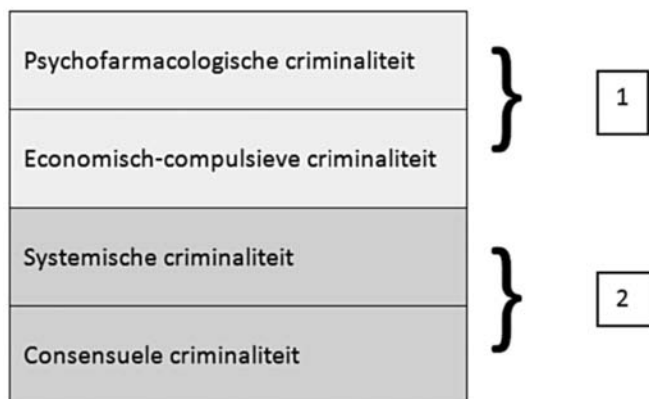 Psychofarmacologische criminaliteit
1
Economisch-compulsieve criminaliteit
Systemische criminaliteit
2
Consensuele criminaliteit